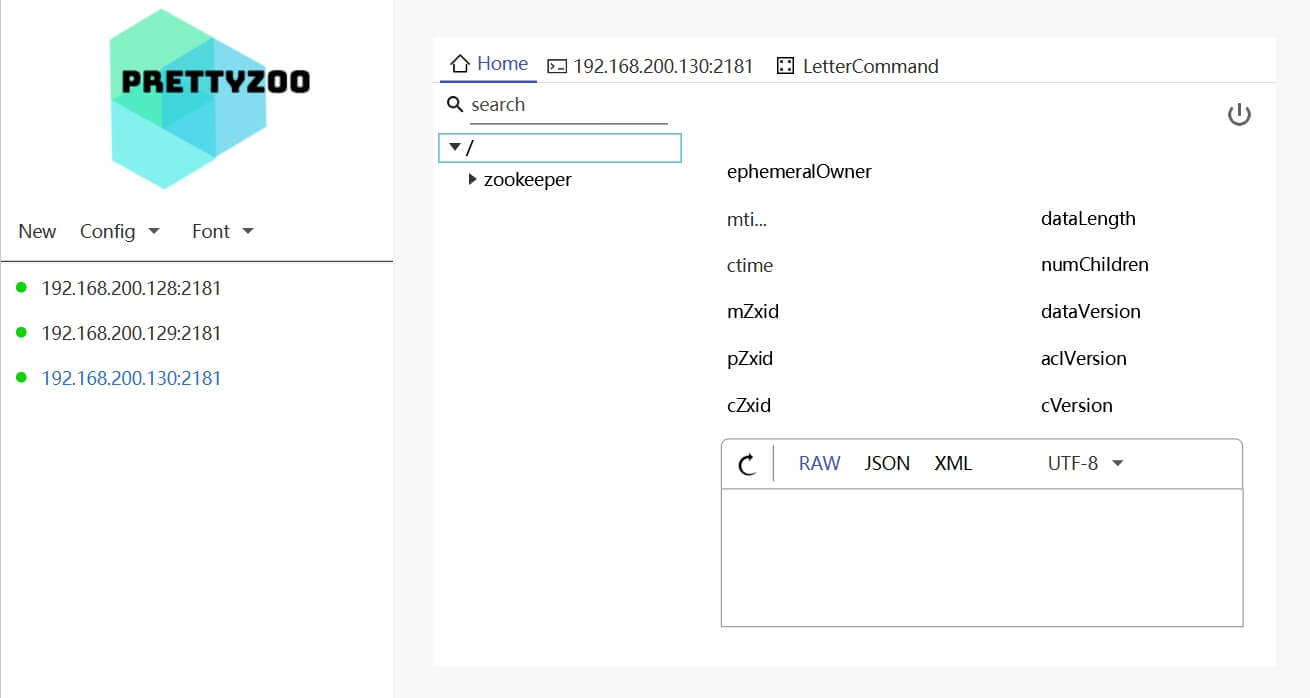 PRETTYZOO
New Config Font
192.168.200.128:2181
192.168.200.129:2181
192.168.200.130:2181
Home 192.168.200.130:2181 LetterCommand
search
/
zookeeper
ephemeralOwner
mti... dataLength
ctime numChildren
mZxid dataVersion
pZxid aclVersion
cZxid cVersion
RAW JSON XML UTF-8